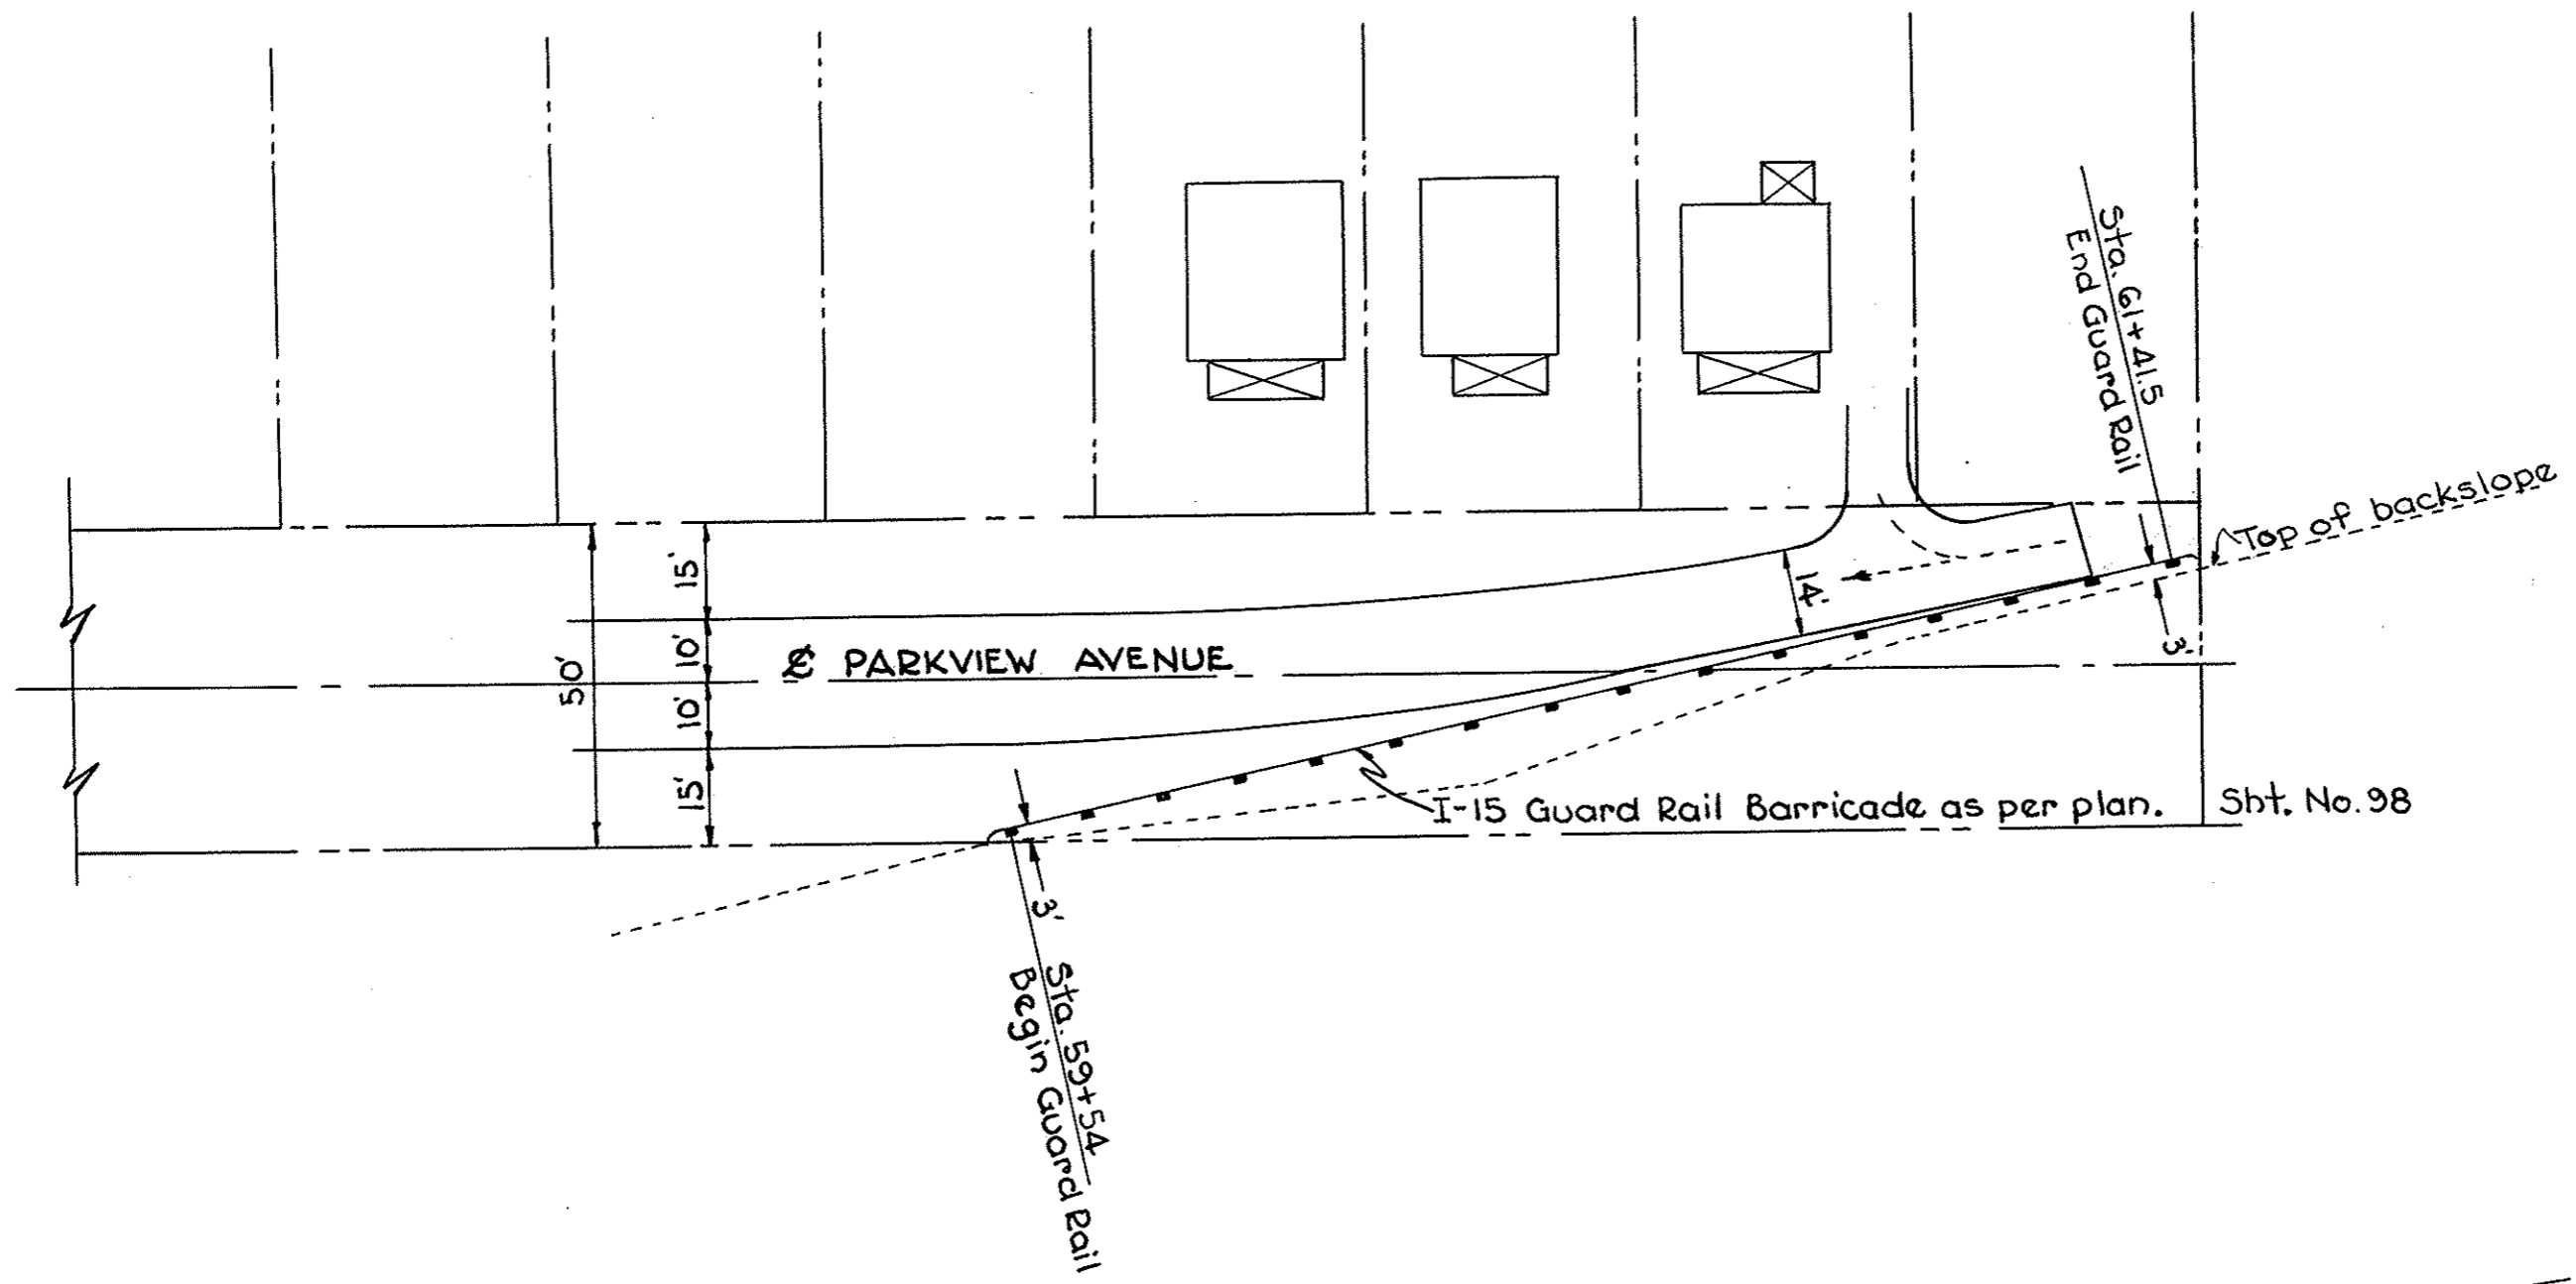 Sta. 61+41.5
End Guard Rail
Top of backslope
15'
10'
50'
10'
15'
14'
3'
℄ PARKVIEW AVENUE
I-15 Guard Rail Barricade as per plan. Sht. No. 98
3'
Sta. 59+54
Begin Guard Rail